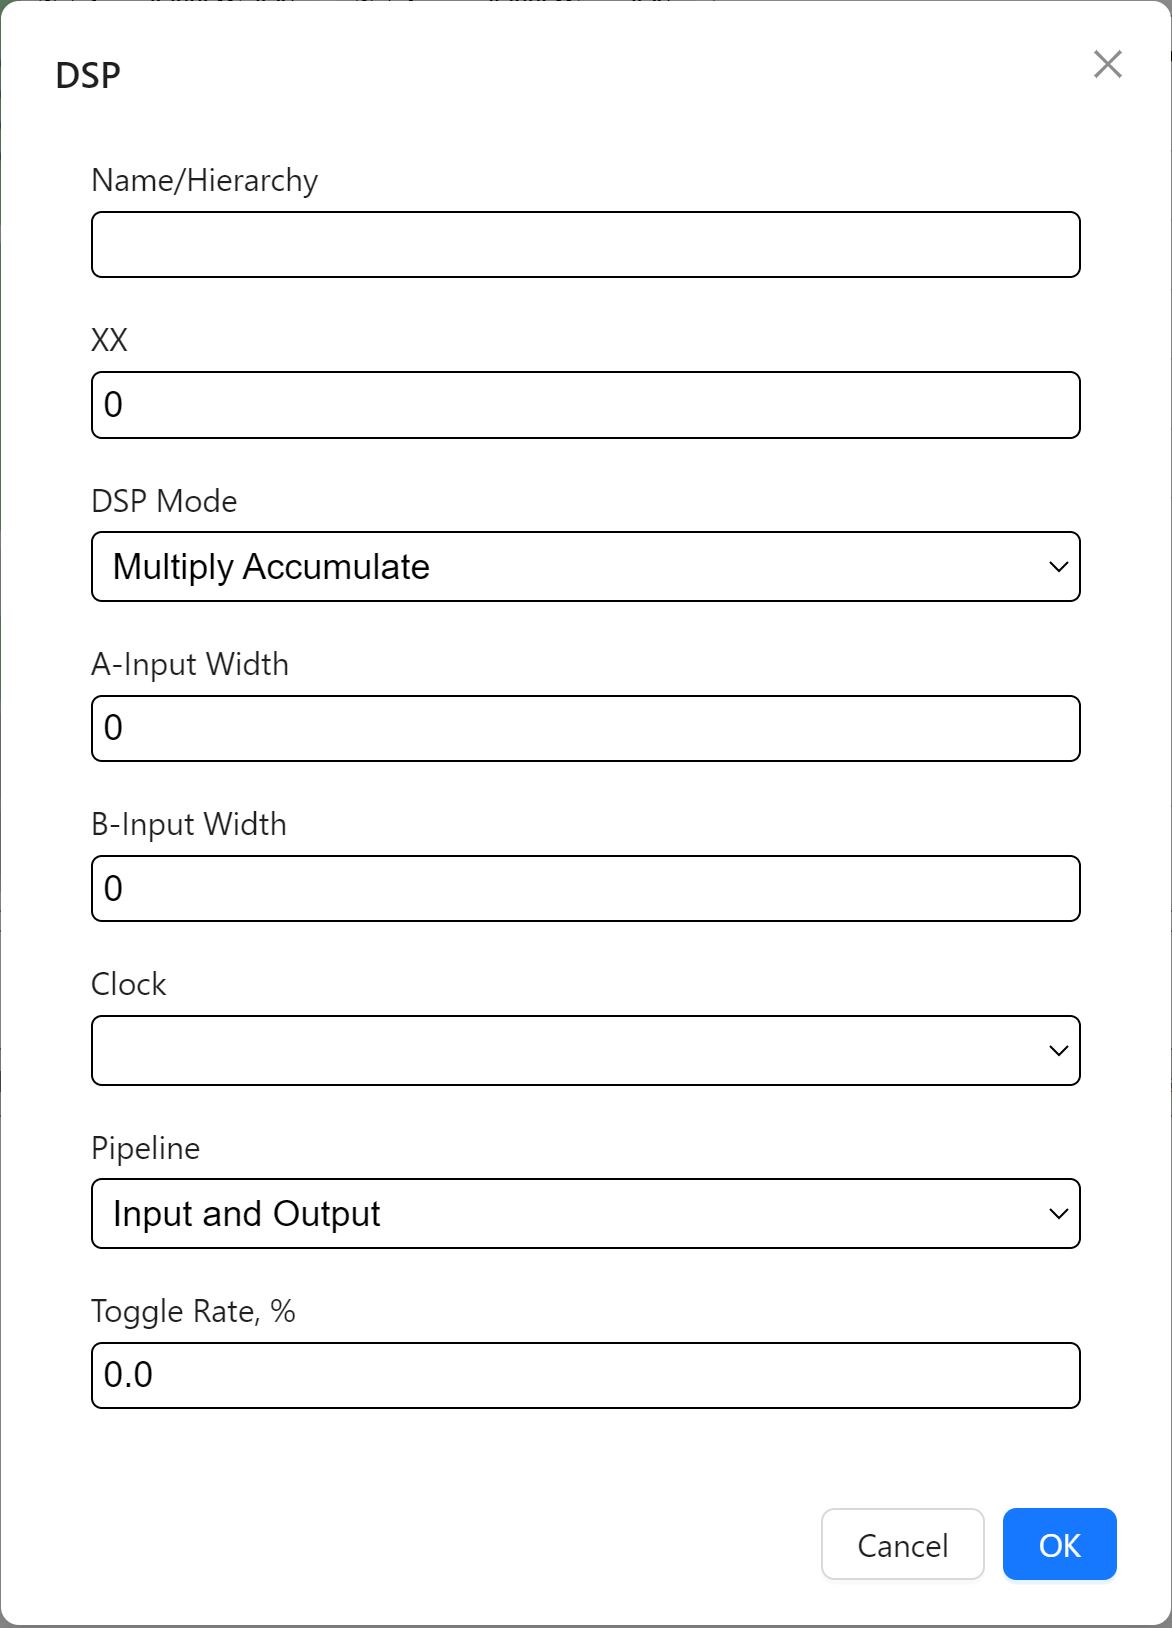 DSP
Name/Hierarchy
XX
0
DSP Mode
Multiply Accumulate
A-Input Width
0
B-Input Width
0
Clock
Pipeline
Input and Output
Toggle Rate, %
0.0
Cancel
OK